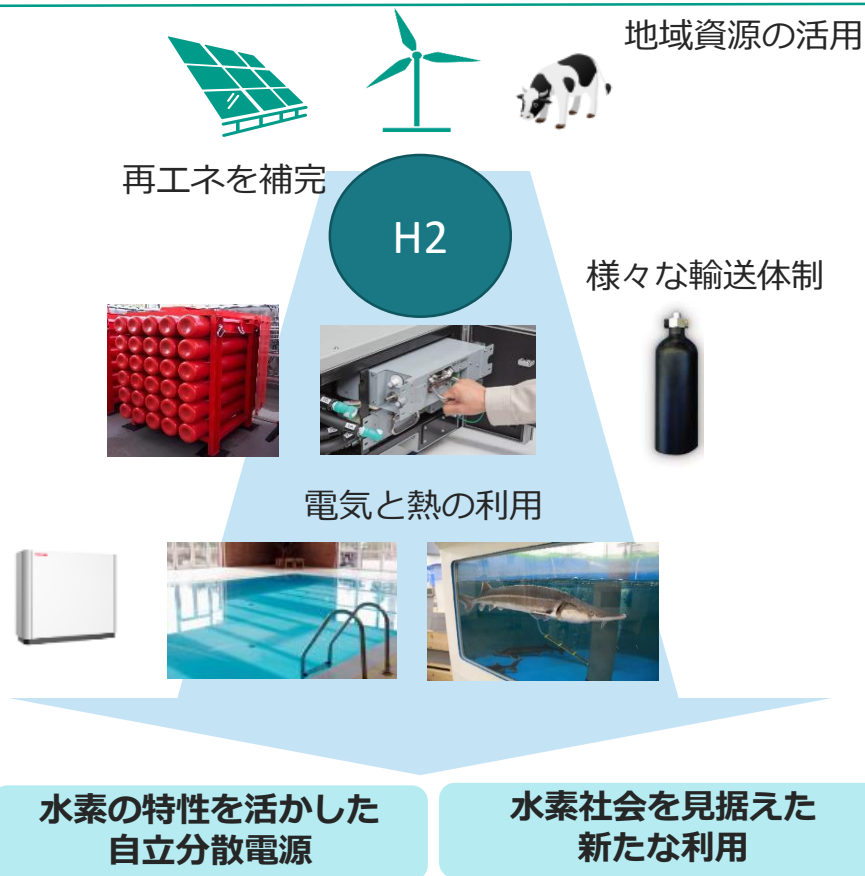 地域資源の活用
再エネを補完
H2
様々な輸送体制
電気と熱の利用
水素の特性を活かした
自立分散電源
水素社会を見据えた
新たな利用